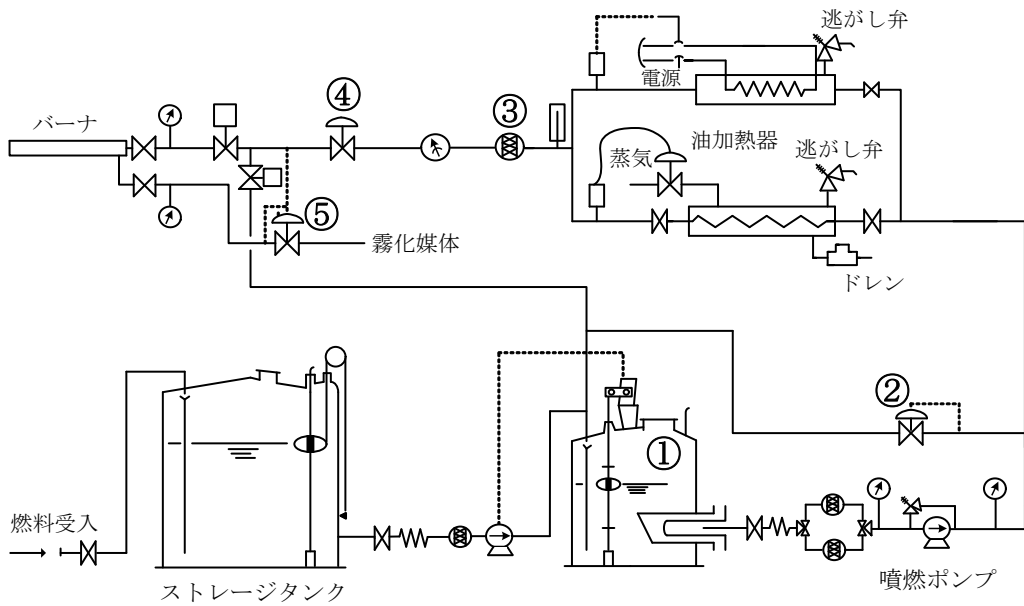 逃がし弁
電源
④
③
バーナ
油加熱器
蒸気
逃がし弁
⑤
霧化媒体
ドレン
②
①
燃料受入
ストレージタンク
噴燃ポンプ